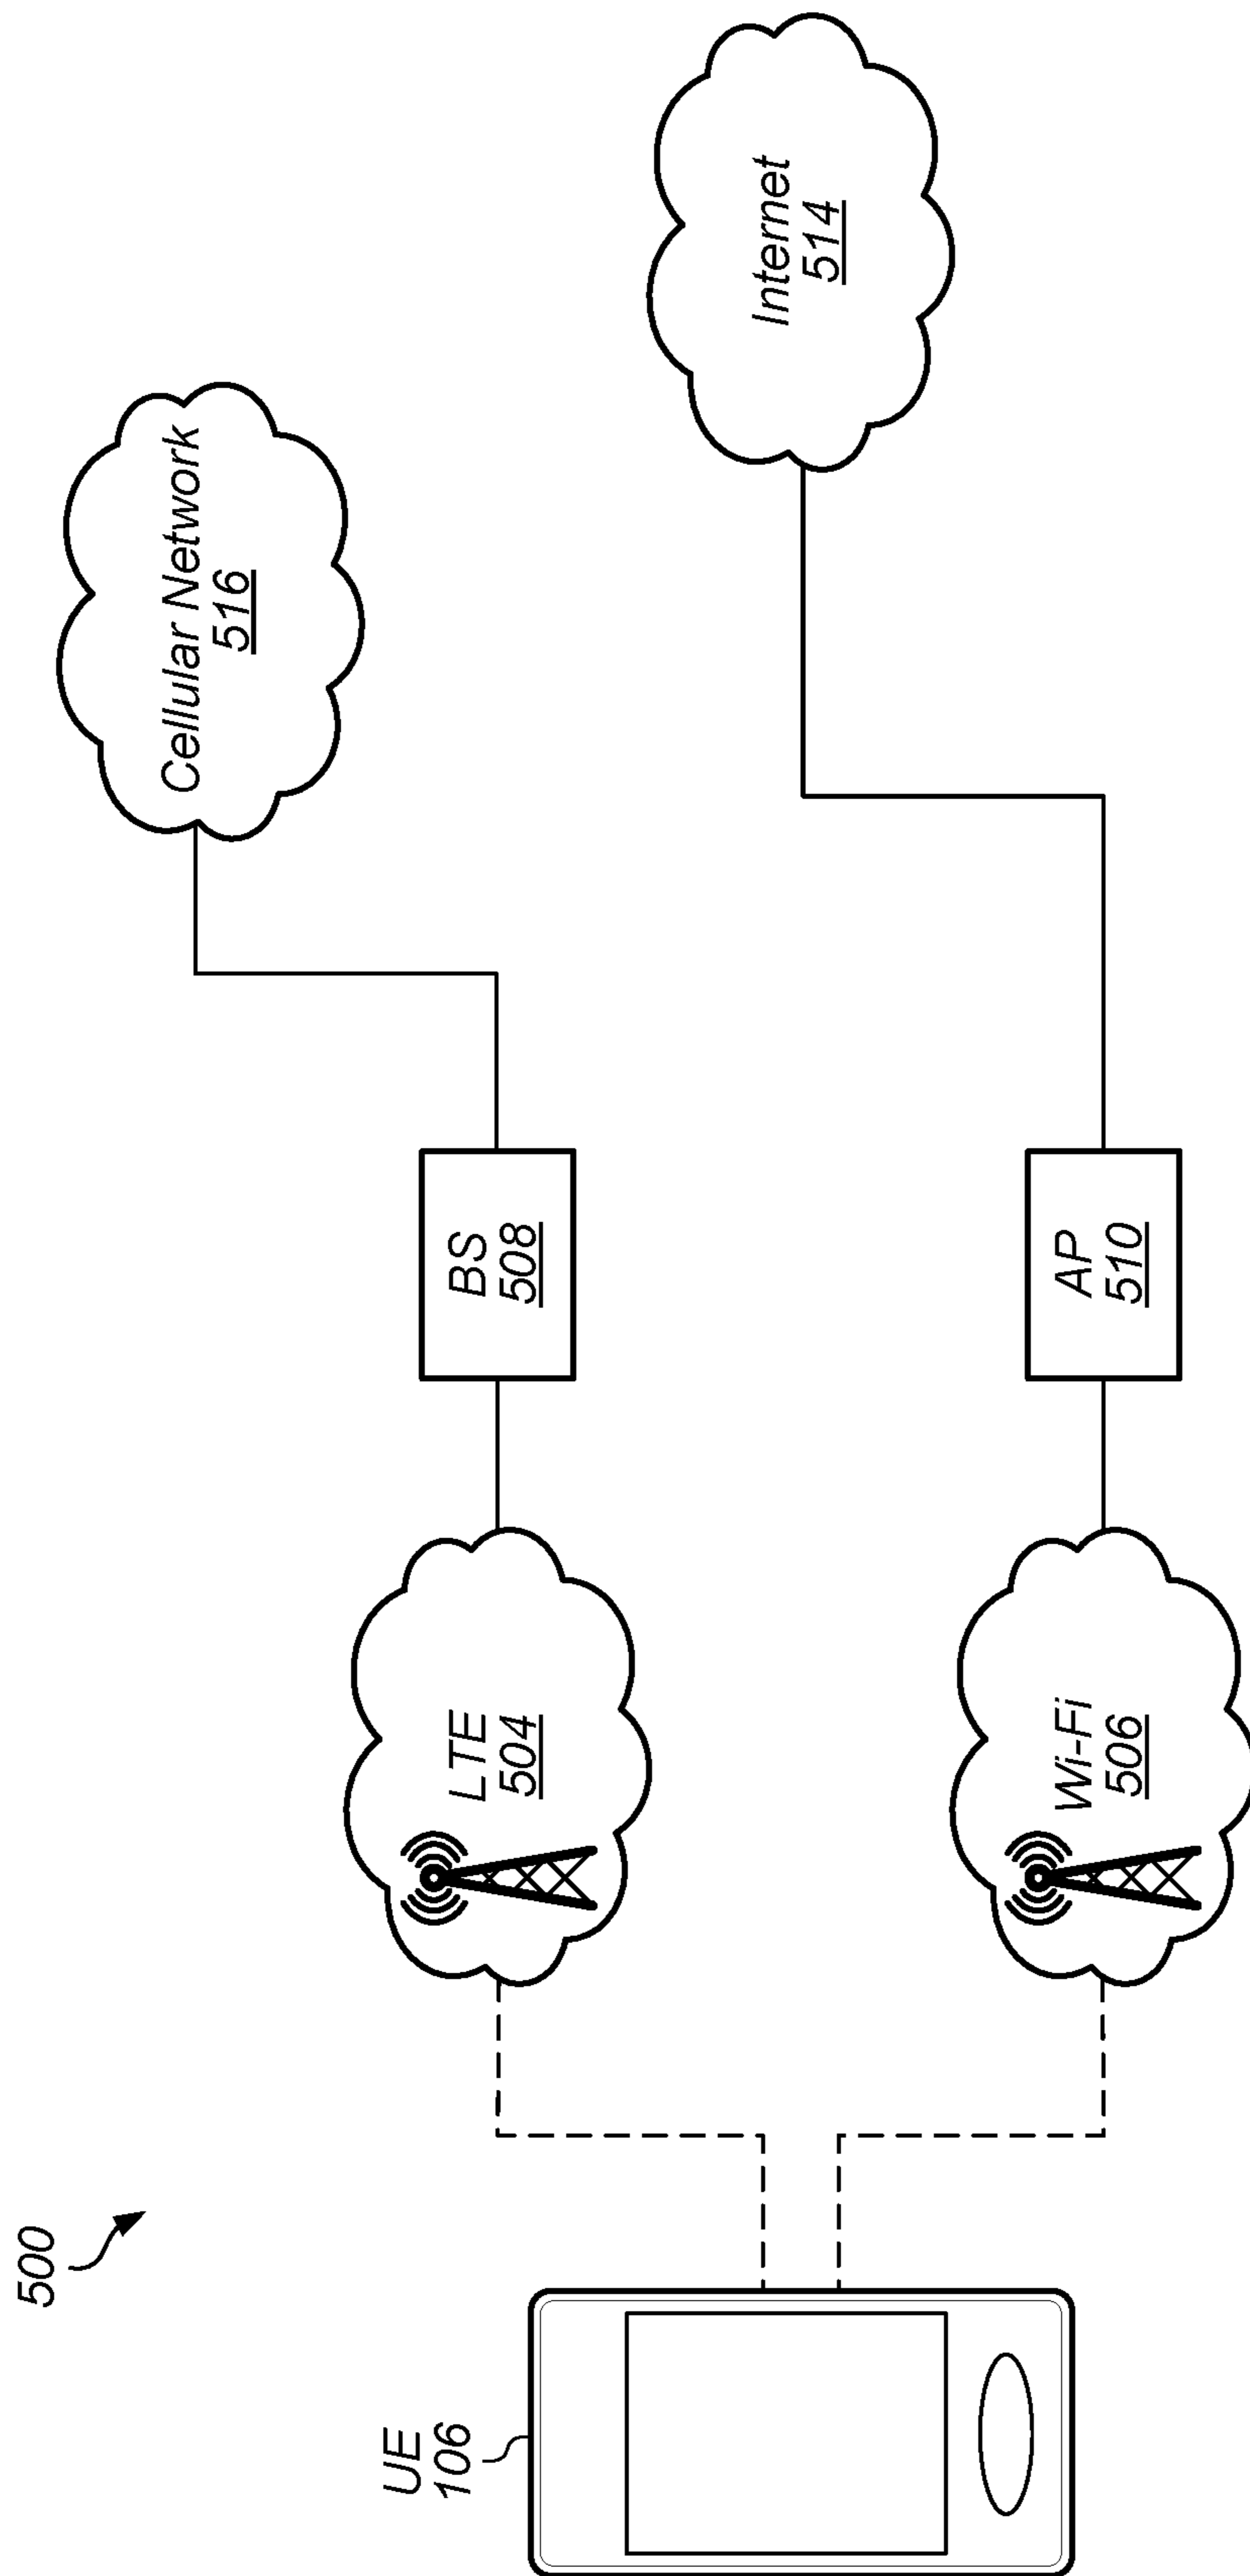 500
UE
106
LTE
504
BS
508
Cellular Network
516
Wi-Fi
506
AP
510
Internet
514